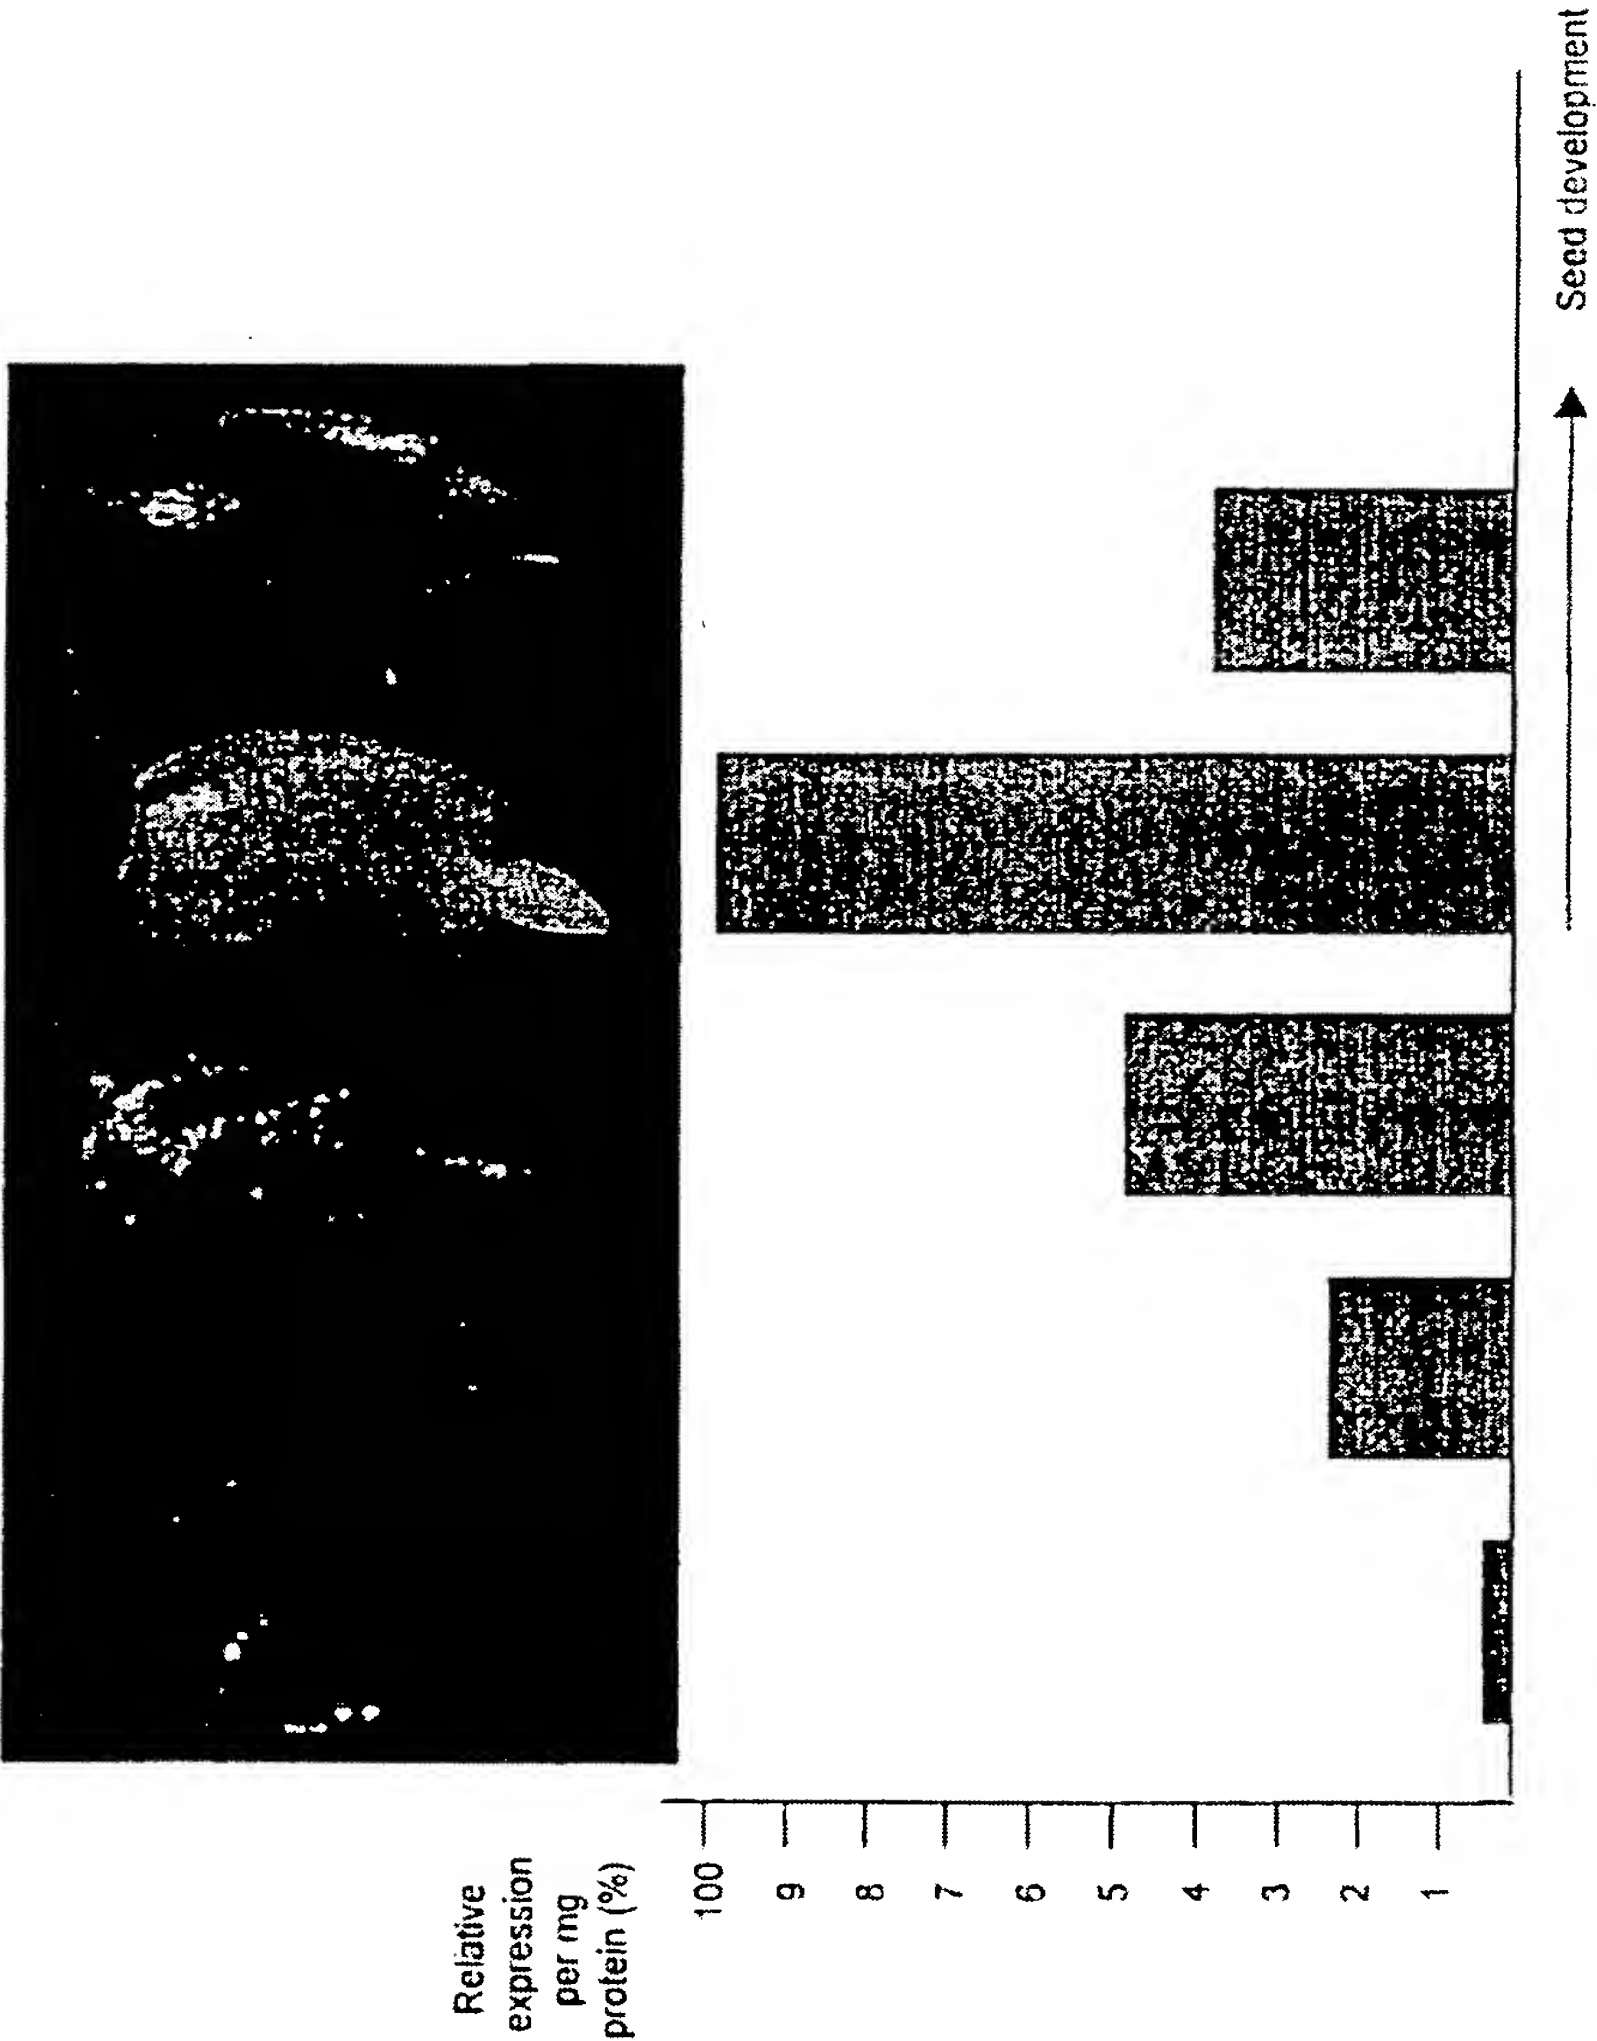 Relative
expression
per mg
protein (%)
100
9
8
7
6
5
4
3
2
1
Seed development